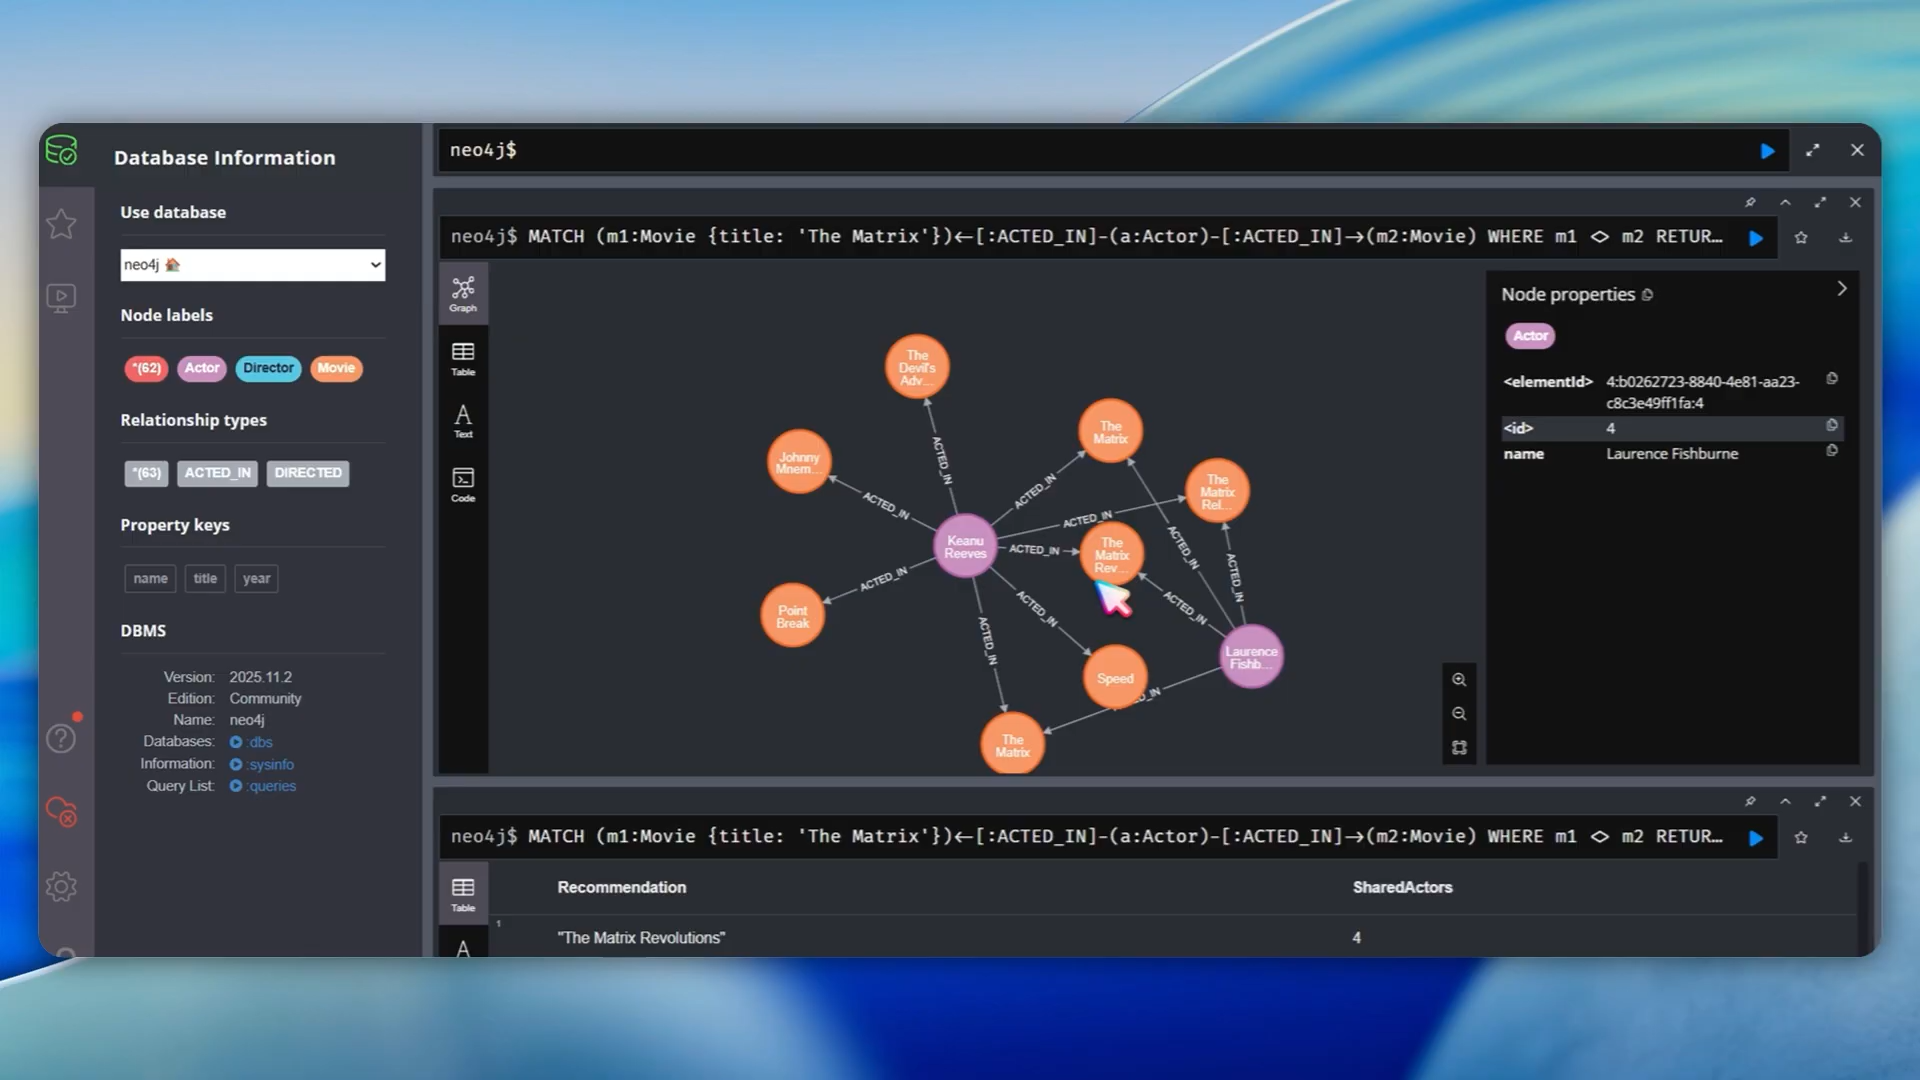 Database Information
Use database
neo4j
Node labels
*(62) Actor Director Movie
Relationship types
*(63) ACTED_IN DIRECTED
Property keys
name title year
DBMS
Version: 2025.11.2
Edition: Community
Name: neo4j
Databases: :dbs
Information: :sysinfo
Query List: :queries
neo4j$
neo4j$ MATCH (m1:Movie {title: 'The Matrix'})←[:ACTED_IN]-(a:Actor)-[:ACTED_IN]→(m2:Movie) WHERE m1 <> m2 RETUR...
Graph
Table
Text
Code
The
Devil's
Adv...
Johnny
Mnem...
The
Matrix
The
Matrix
Rel...
Keanu
Reeves
The
Matrix
Rev...
Point
Break
Speed
Laurence
Fishb...
The
Matrix
ACTED_IN
ACTED_IN
ACTED_IN
ACTED_IN
ACTED_IN
ACTED_IN
ACTED_IN
ACTED_IN
ACTED_IN
ACTED_IN
ACTED_IN
D_IN
Node properties
Actor
<elementId> 4:b0262723-8840-4e81-aa23-
c8c3e49ff1fa:4
<id> 4
name Laurence Fishburne
neo4j$ MATCH (m1:Movie {title: 'The Matrix'})←[:ACTED_IN]-(a:Actor)-[:ACTED_IN]→(m2:Movie) WHERE m1 <> m2 RETUR...
Table
A
Recommendation SharedActors
1
"The Matrix Revolutions" 4